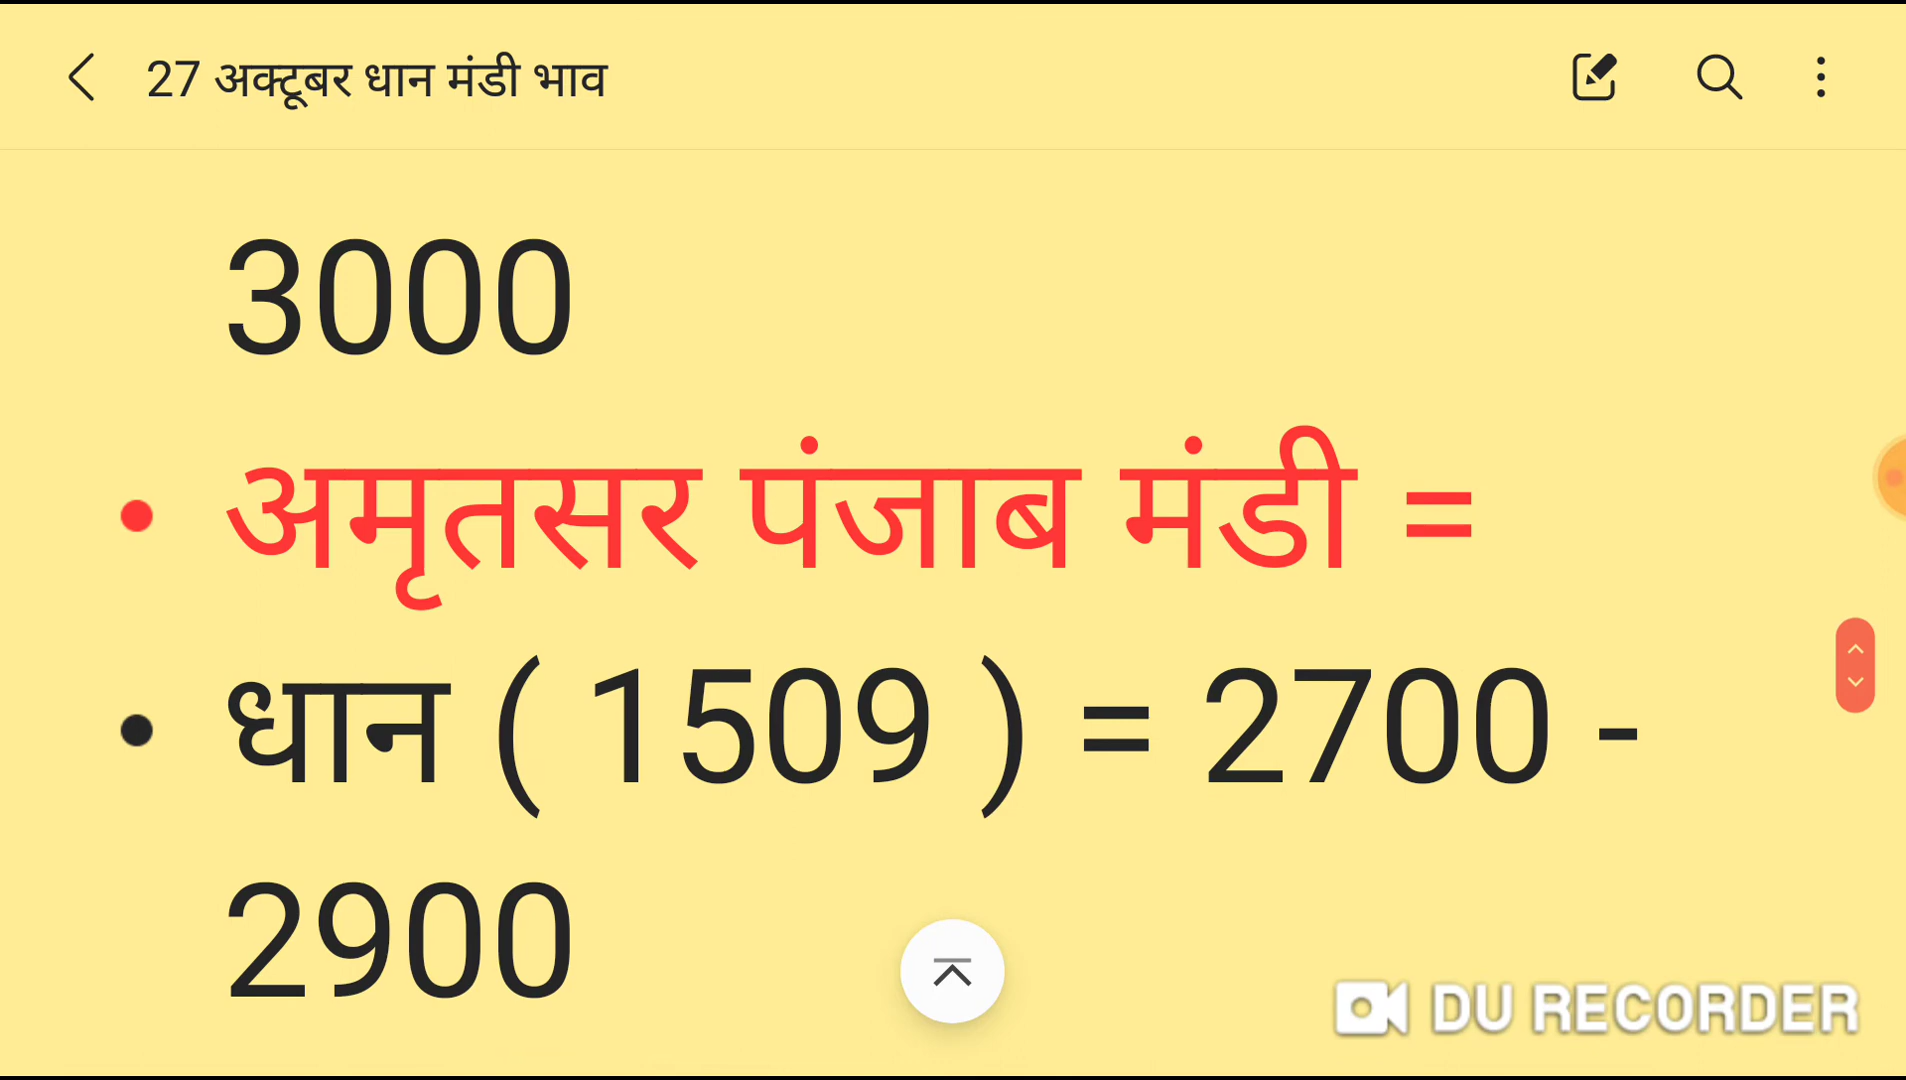 27 अक्टूबर धान मंडी भाव
3000
• अमृतसर पंजाब मंडी =
• धान ( 1509 ) = 2700 -
2900
DU RECORDER